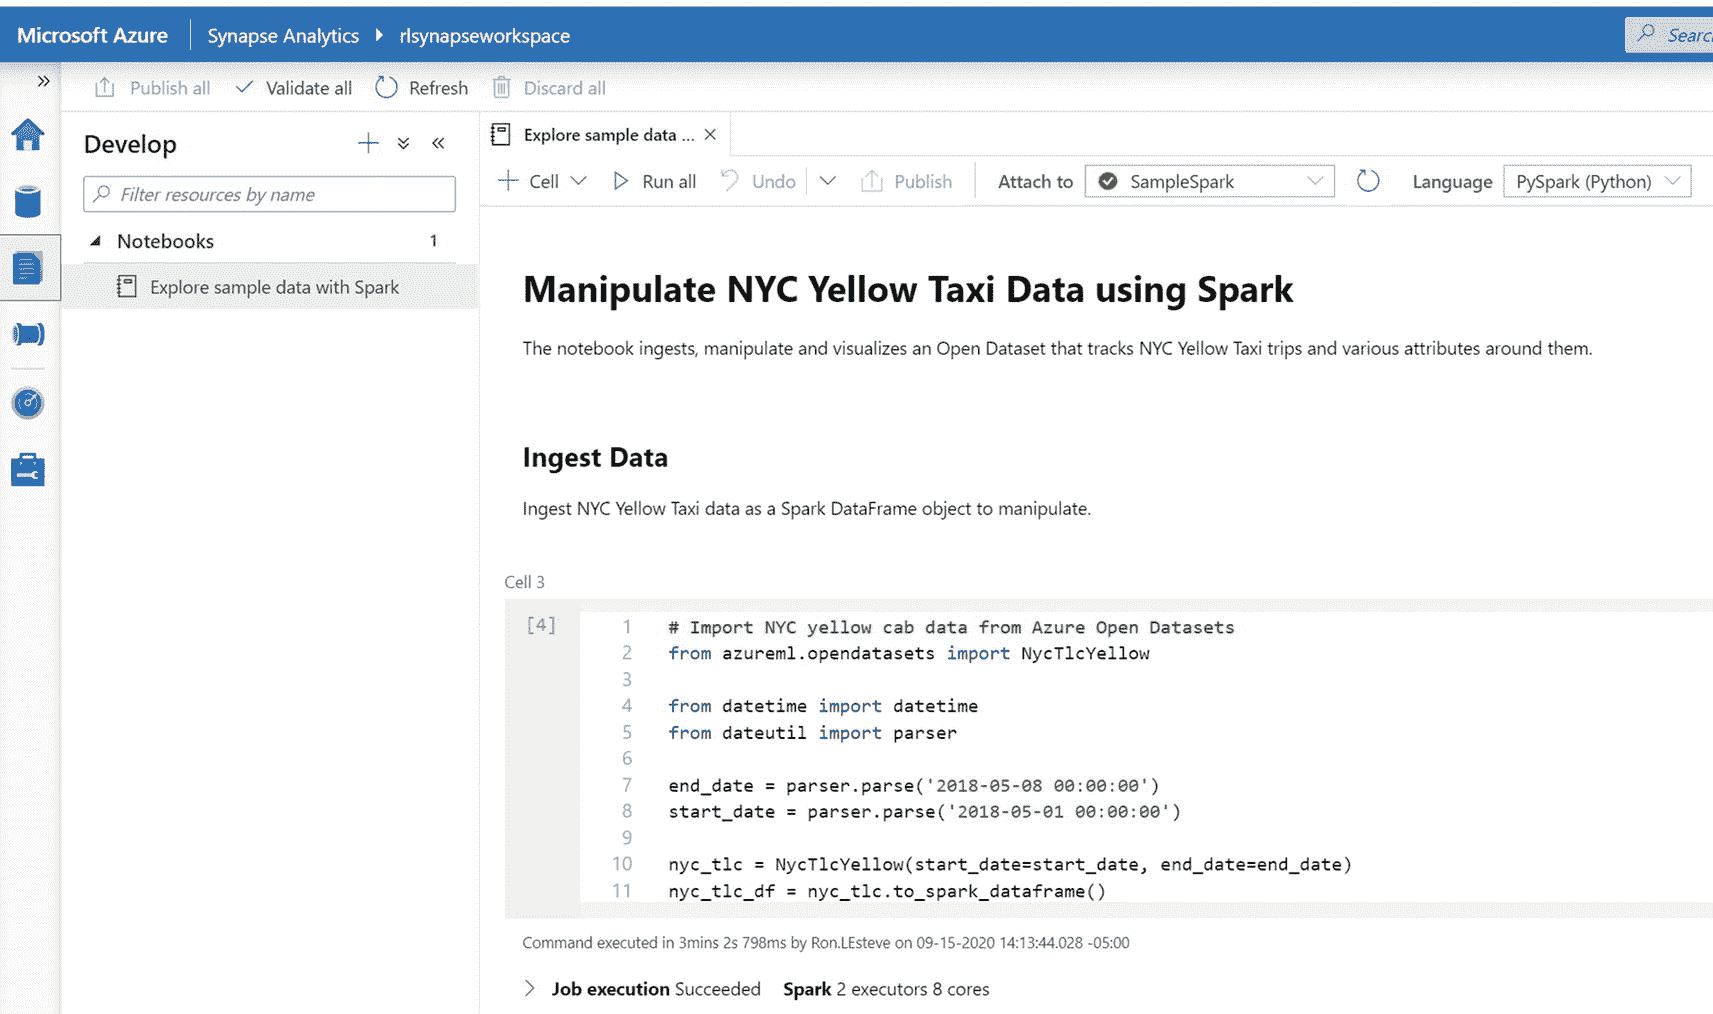 Microsoft Azure Synapse Analytics rlsynapseworkspace
Publish all Validate all Refresh Discard all
Develop
Filter resources by name
Notebooks 1
Explore sample data with Spark
Explore sample data ...
Cell Run all Undo Publish Attach to SampleSpark Language PySpark (Python)
Manipulate NYC Yellow Taxi Data using Spark
The notebook ingests, manipulate and visualizes an Open Dataset that tracks NYC Yellow Taxi trips and various attributes around them.
Ingest Data
Ingest NYC Yellow Taxi data as a Spark DataFrame object to manipulate.
Cell 3
[4]
1 # Import NYC yellow cab data from Azure Open Datasets
2 from azureml.opendatasets import NycTlcYellow
3
4 from datetime import datetime
5 from dateutil import parser
6
7 end_date = parser.parse('2018-05-08 00:00:00')
8 start_date = parser.parse('2018-05-01 00:00:00')
9
10 nyc_tlc = NycTlcYellow(start_date=start_date, end_date=end_date)
11 nyc_tlc_df = nyc_tlc.to_spark_dataframe()
Command executed in 3mins 2s 798ms by Ron.LEsteve on 09-15-2020 14:13:44.028 -05:00
Job execution Succeeded Spark 2 executors 8 cores